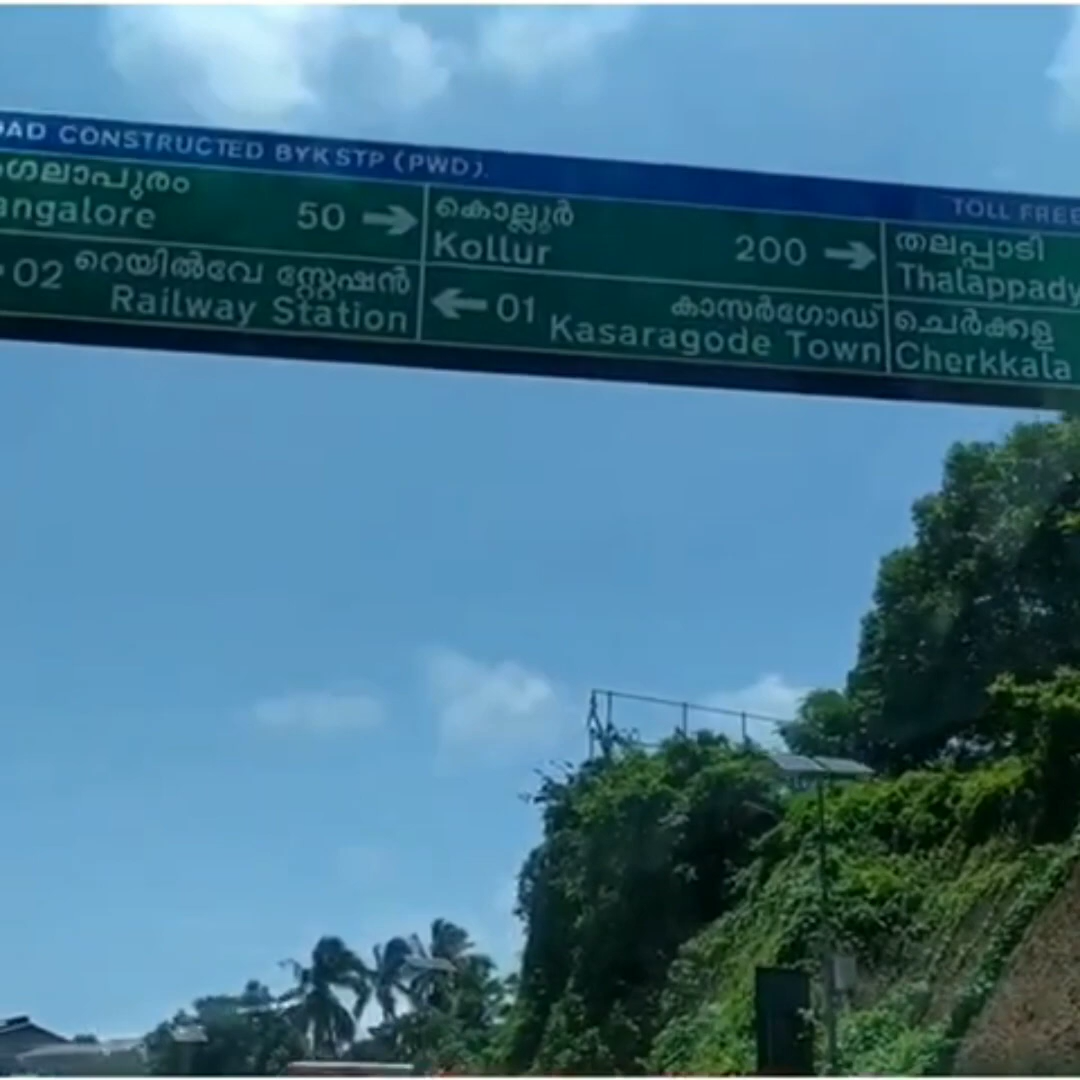 ROAD CONSTRUCTED BY KSTP (PWD). TOLL FREE
ംഗലാപുരം
angalore 50 →
കൊല്ലൂർ
Kollur 200 →
തലപ്പാടി
Thalappady
02 റെയിൽവേ സ്റ്റേഷൻ
Railway Station
← 01 കാസർഗോഡ്
Kasaragode Town
ചെർക്കള
Cherkkala